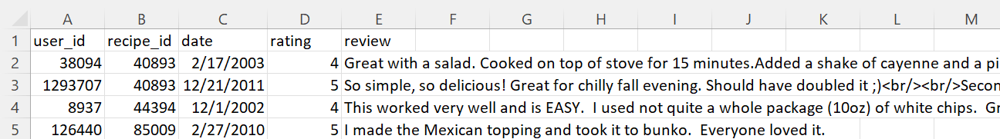 A B C D E F G H I J K L M
1 user_id recipe_id date rating review
2 38094 40893 2/17/2003 4 Great with a salad. Cooked on top of stove for 15 minutes.Added a shake of cayenne and a pi
3 1293707 40893 12/21/2011 5 So simple, so delicious! Great for chilly fall evening. Should have doubled it ;)<br/><br/>Secon
4 8937 44394 12/1/2002 4 This worked very well and is EASY.  I used not quite a whole package (10oz) of white chips.  Gr
5 126440 85009 2/27/2010 5 I made the Mexican topping and took it to bunko.  Everyone loved it.